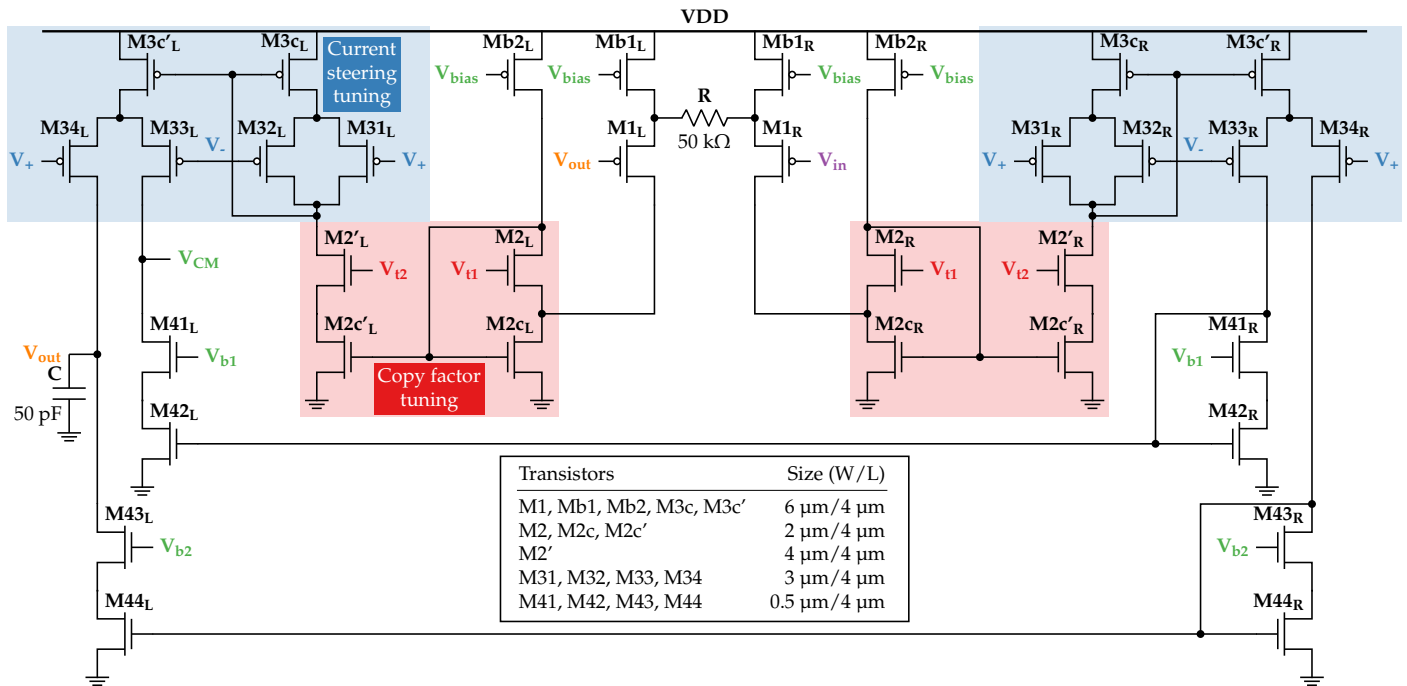 VDD
M3c'L M3cL Mb2L Mb1L Mb1R Mb2R M3cR M3c'R
Current steering tuning
Vbias Vbias Vbias Vbias
R
50 kΩ
M34L M33L M32L M31L M1L M1R M31R M32R M33R M34R
V+ V- V+ Vout Vin V+ V- V+
M2'L M2L M2R M2'R
VCM Vt2 Vt1 Vt1 Vt2
M41L M2c'L M2cL M2cR M2c'R M41R
Vout Vb1 Vb1
C
50 pF
Copy factor tuning
M42L M42R
Transistors Size (W/L)
M1, Mb1, Mb2, M3c, M3c' 6 µm/4 µm
M2, M2c, M2c' 2 µm/4 µm
M2' 4 µm/4 µm
M31, M32, M33, M34 3 µm/4 µm
M41, M42, M43, M44 0.5 µm/4 µm
M43L M43R
Vb2 Vb2
M44L M44R